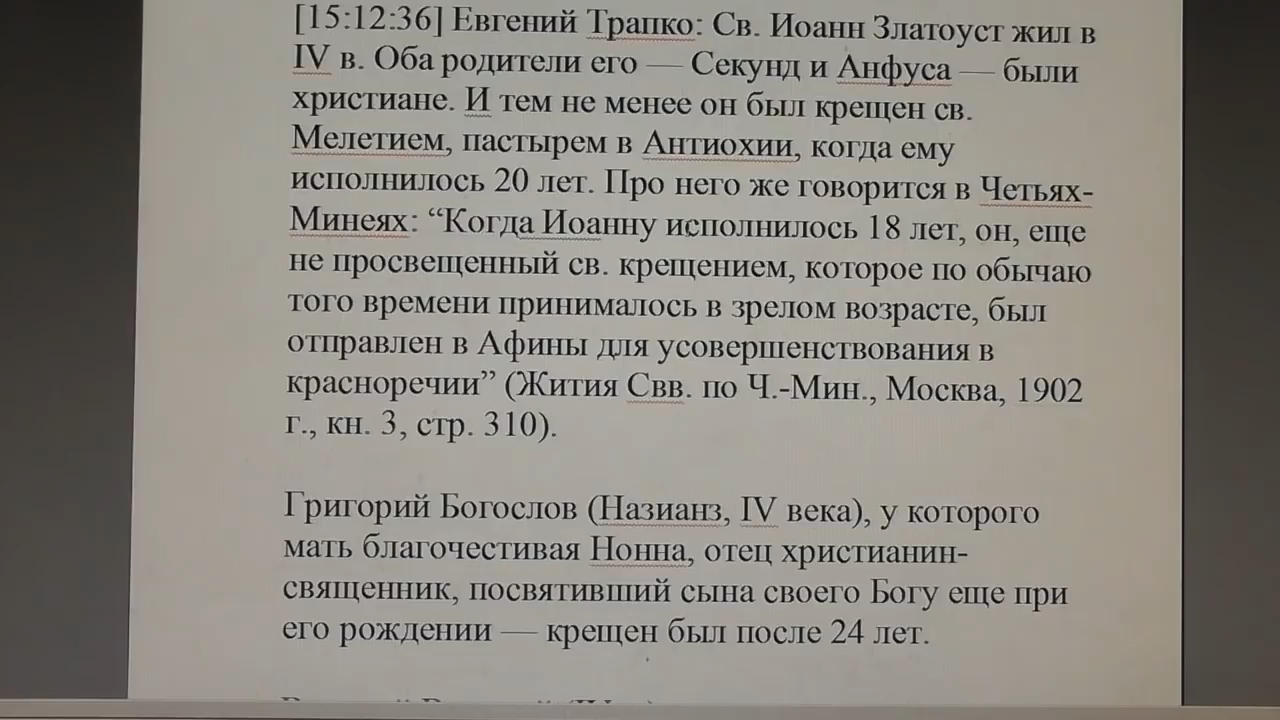 [15:12:36] Евгений Трапко: Св. Иоанн Златоуст жил в
IV в. Оба родители его — Секунд и Анфуса — были
христиане. И тем не менее он был крещен св.
Мелетием, пастырем в Антиохии, когда ему
исполнилось 20 лет. Про него же говорится в Четьях-
Минеях: “Когда Иоанну исполнилось 18 лет, он, еще
не просвещенный св. крещением, которое по обычаю
того времени принималось в зрелом возрасте, был
отправлен в Афины для усовершенствования в
красноречии” (Жития Свв. по Ч.-Мин., Москва, 1902
г., кн. 3, стр. 310).
Григорий Богослов (Назианз, IV века), у которого
мать благочестивая Нонна, отец христианин-
священник, посвятивший сына своего Богу еще при
его рождении — крещен был после 24 лет.